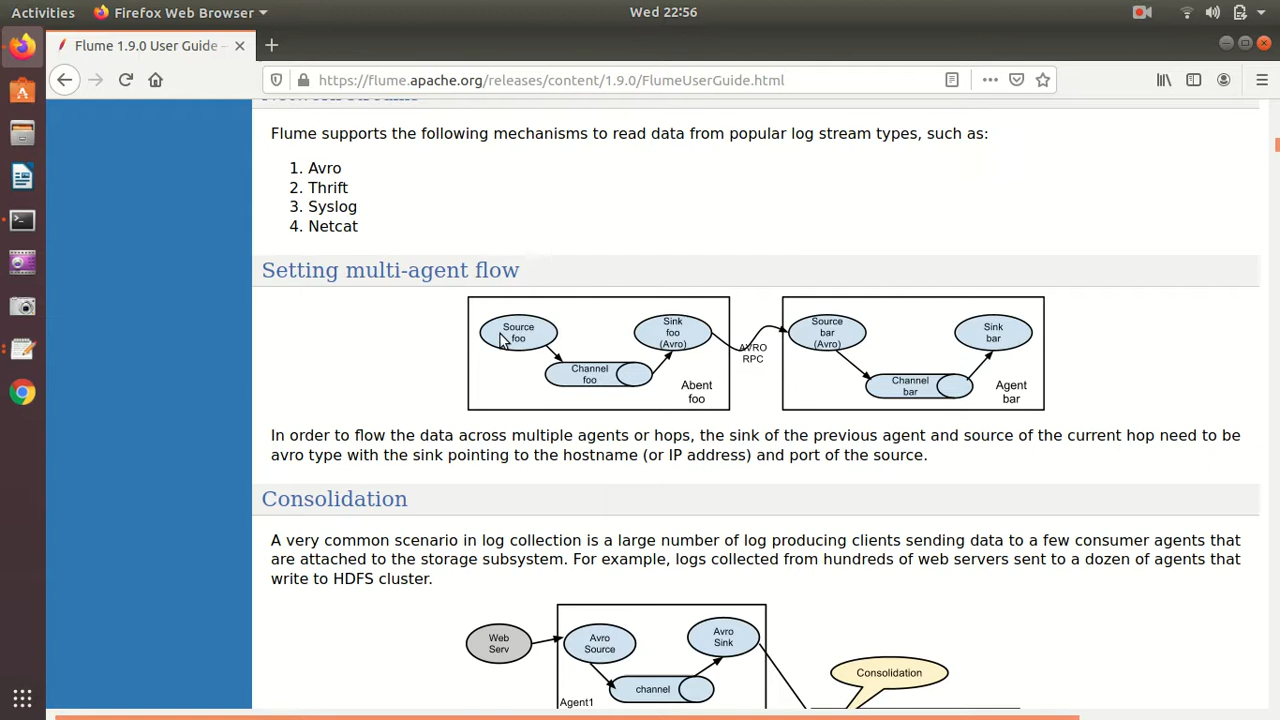 Activities
Firefox Web Browser
Wed 22:56
Flume 1.9.0 User Guide –
https://flume.apache.org/releases/content/1.9.0/FlumeUserGuide.html
Flume supports the following mechanisms to read data from popular log stream types, such as:
1. Avro
2. Thrift
3. Syslog
4. Netcat
Setting multi-agent flow
Source
foo
Channel
foo
Sink
foo
(Avro)
Abent
foo
AVRO
RPC
Source
bar
(Avro)
Channel
bar
Sink
bar
Agent
bar
In order to flow the data across multiple agents or hops, the sink of the previous agent and source of the current hop need to be
avro type with the sink pointing to the hostname (or IP address) and port of the source.
Consolidation
A very common scenario in log collection is a large number of log producing clients sending data to a few consumer agents that
are attached to the storage subsystem. For example, logs collected from hundreds of web servers sent to a dozen of agents that
write to HDFS cluster.
Web
Serv
Avro
Source
Avro
Sink
channel
Agent1
Consolidation